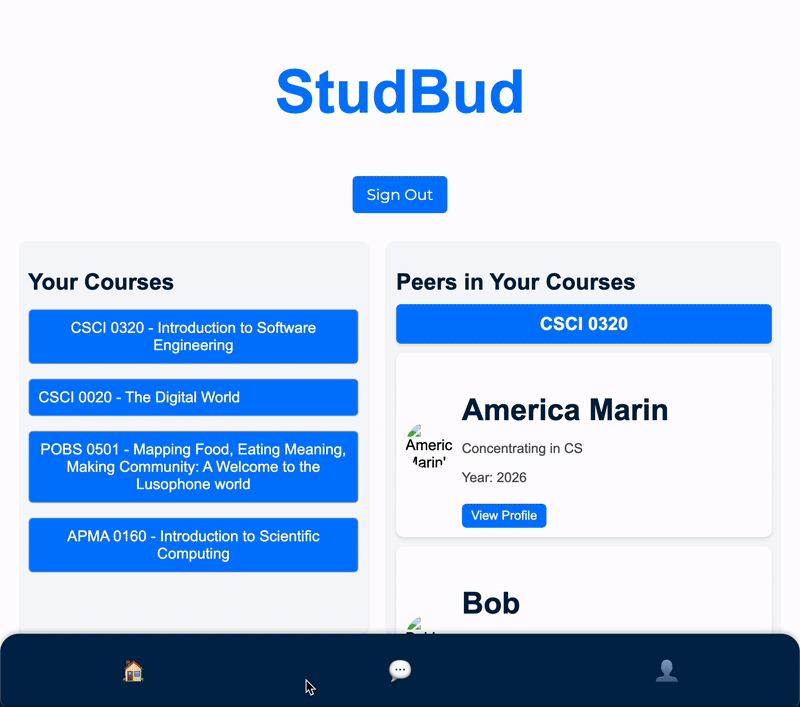 StudBud
Sign Out
Your Courses
CSCI 0320 - Introduction to Software
Engineering
CSCI 0020 - The Digital World
POBS 0501 - Mapping Food, Eating Meaning,
Making Community: A Welcome to the
Lusophone world
APMA 0160 - Introduction to Scientific
Computing
Peers in Your Courses
CSCI 0320
America Marin
Concentrating in CS
Year: 2026
View Profile
Bob